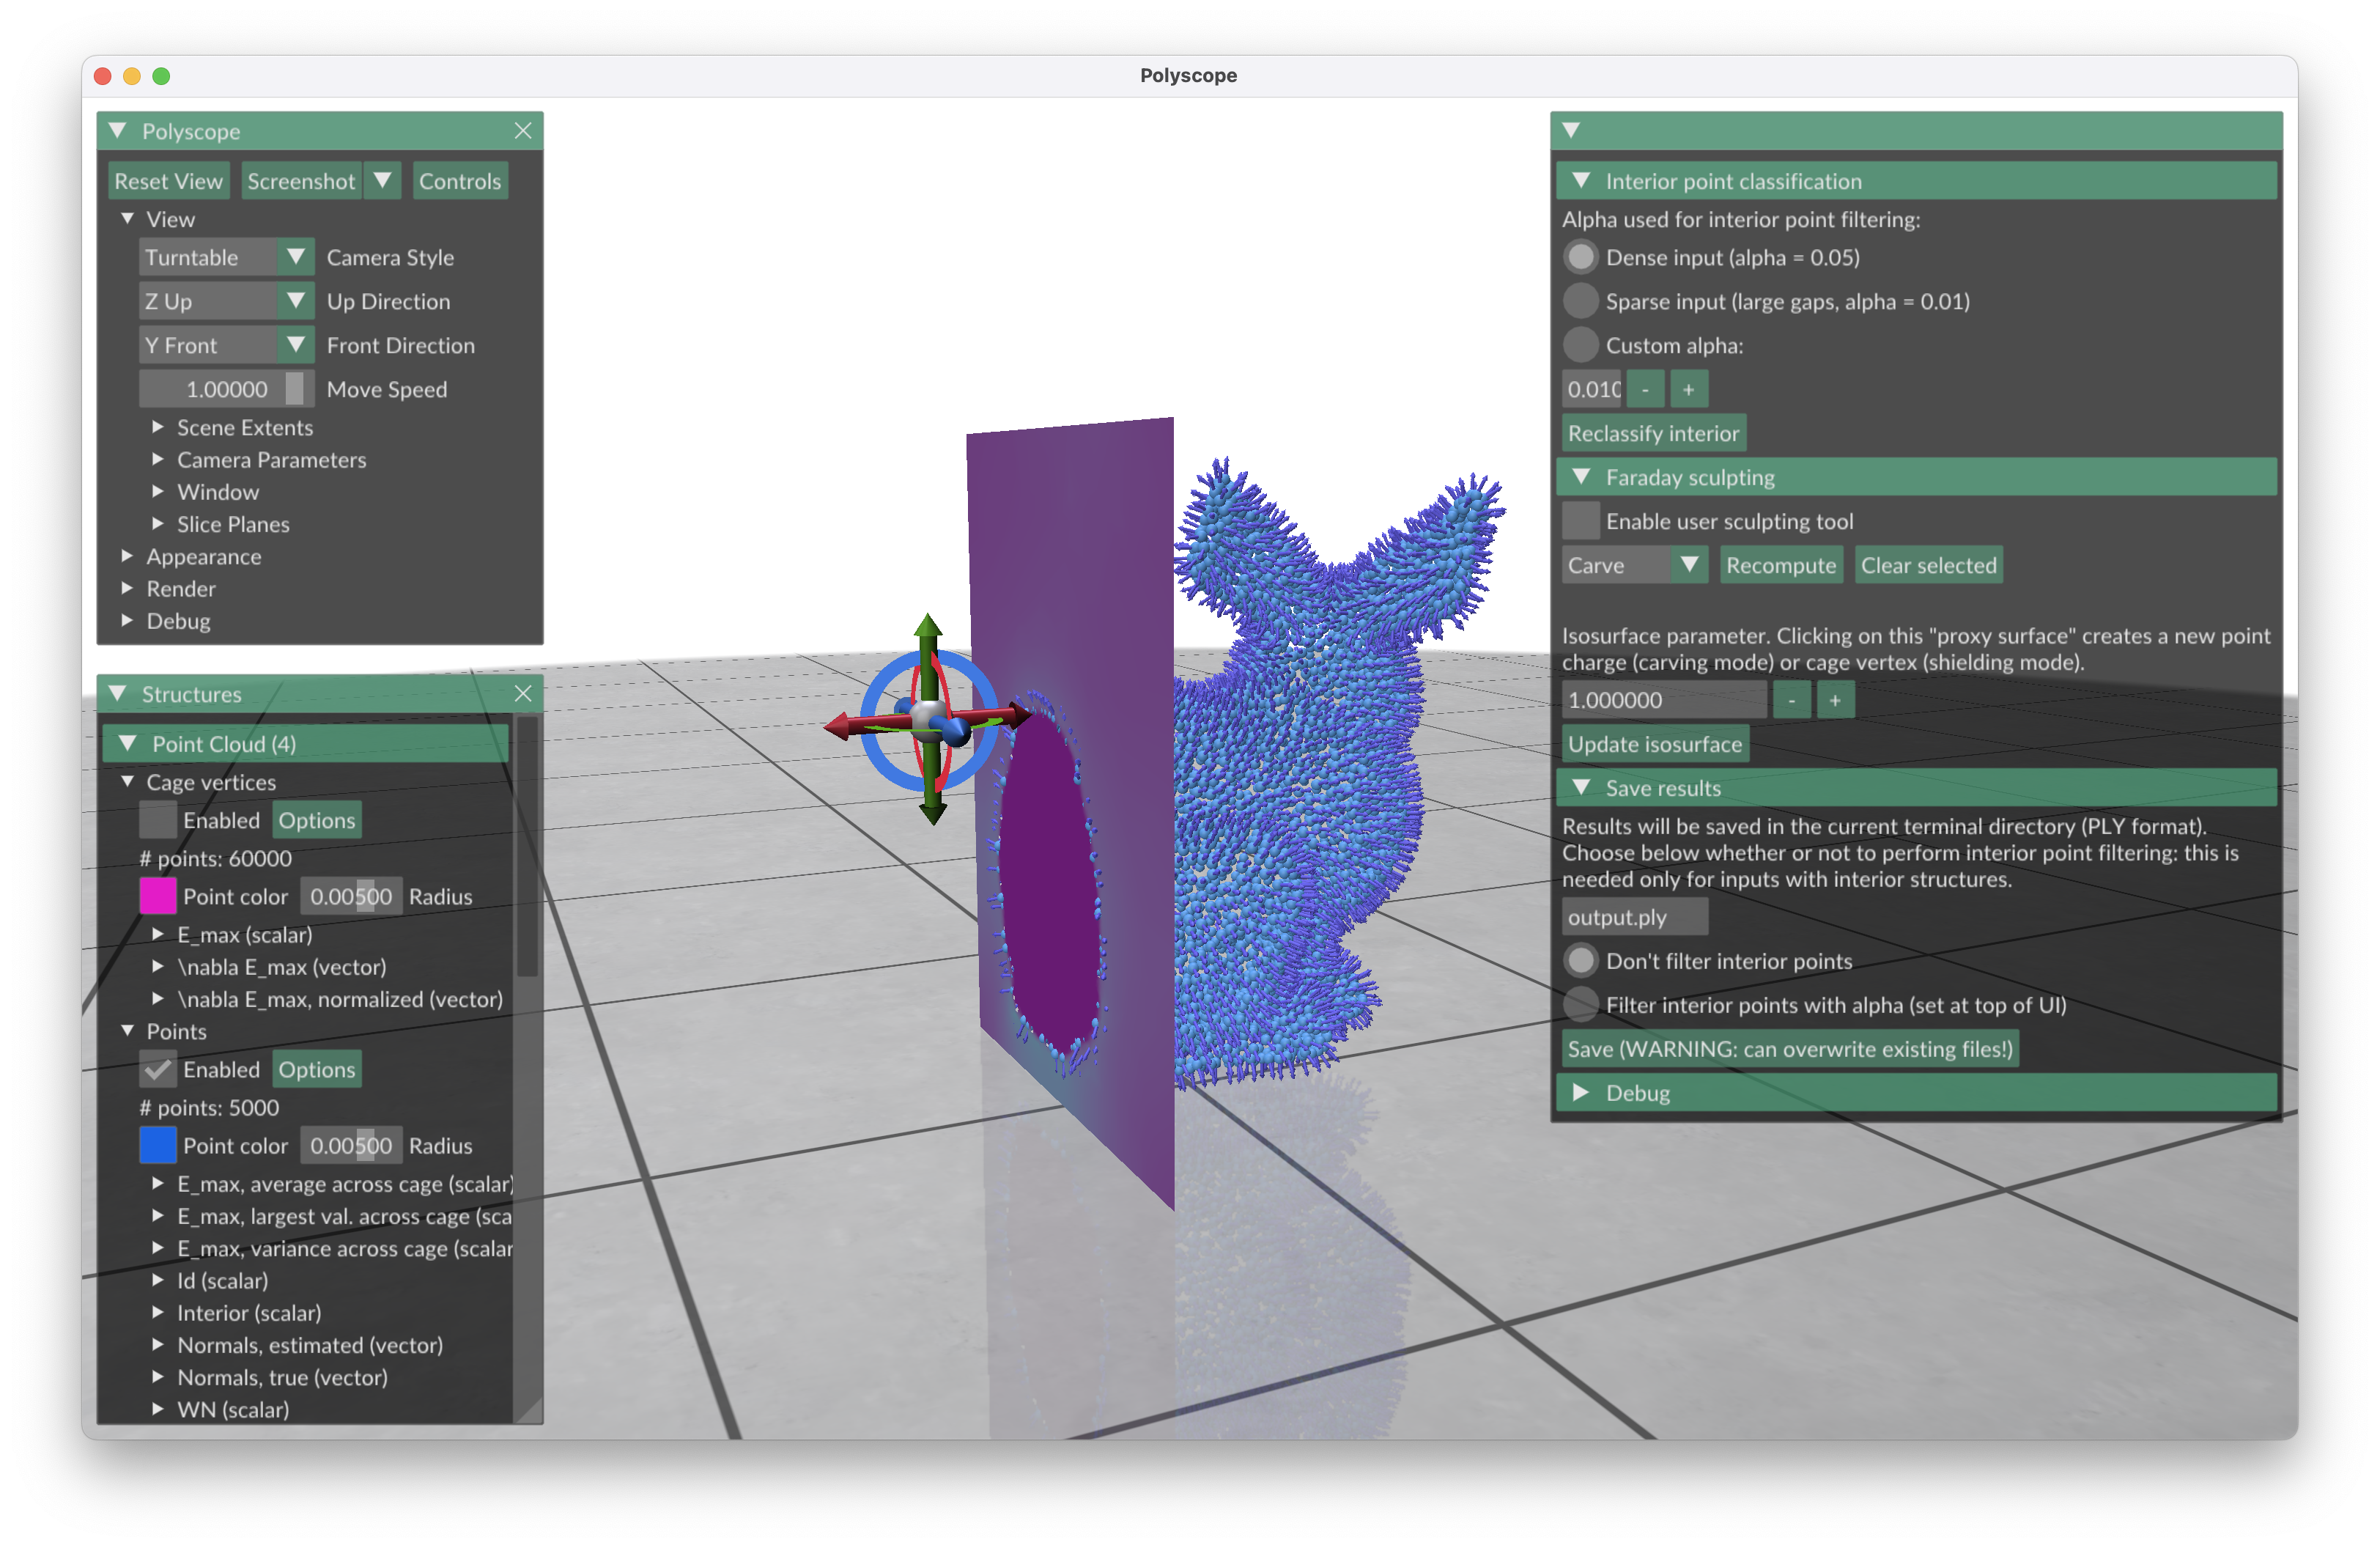 Polyscope
Polyscope
Reset View
Screenshot
Controls
View
Turntable Camera Style
Z Up Up Direction
Y Front Front Direction
1.00000 Move Speed
Scene Extents
Camera Parameters
Window
Slice Planes
Appearance
Render
Debug
Structures
Point Cloud (4)
Cage vertices
Enabled Options
# points: 60000
Point color 0.00500 Radius
E_max (scalar)
\nabla E_max (vector)
\nabla E_max, normalized (vector)
Points
Enabled Options
# points: 5000
Point color 0.00500 Radius
E_max, average across cage (scalar)
E_max, largest val. across cage (sca
E_max, variance across cage (scalar
Id (scalar)
Interior (scalar)
Normals, estimated (vector)
Normals, true (vector)
WN (scalar)
Interior point classification
Alpha used for interior point filtering:
Dense input (alpha = 0.05)
Sparse input (large gaps, alpha = 0.01)
Custom alpha:
0.010 - +
Reclassify interior
Faraday sculpting
Enable user sculpting tool
Carve Recompute Clear selected
Isosurface parameter. Clicking on this "proxy surface" creates a new point
charge (carving mode) or cage vertex (shielding mode).
1.000000 - +
Update isosurface
Save results
Results will be saved in the current terminal directory (PLY format).
Choose below whether or not to perform interior point filtering: this is
needed only for inputs with interior structures.
output.ply
Don't filter interior points
Filter interior points with alpha (set at top of UI)
Save (WARNING: can overwrite existing files!)
Debug